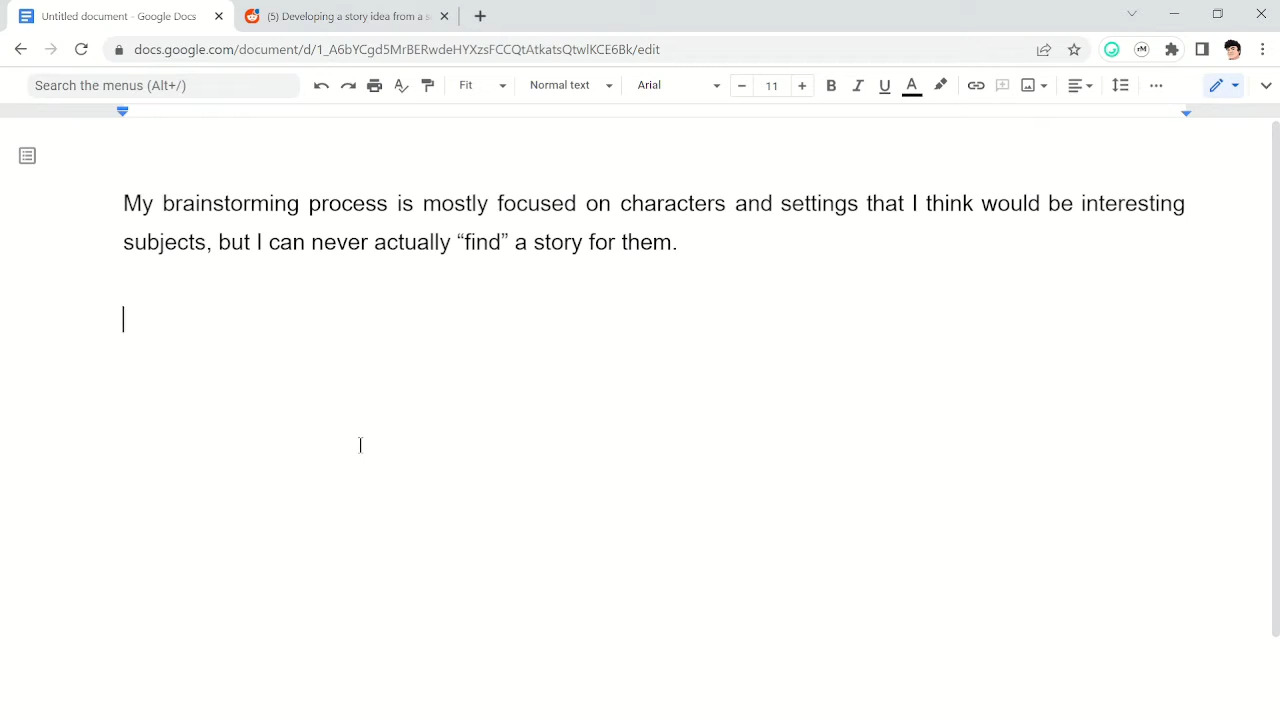 Untitled document - Google Docs
(5) Developing a story idea from a s
docs.google.com/document/d/1_A6bYCgd5MrBERwdeHYXzsFCCQtAtkatsQtwlKCE6Bk/edit
rM
Search the menus (Alt+/)
Fit
Normal text
Arial
11
B
I
U
A
My brainstorming process is mostly focused on characters and settings that I think would be interesting
subjects, but I can never actually “find” a story for them.